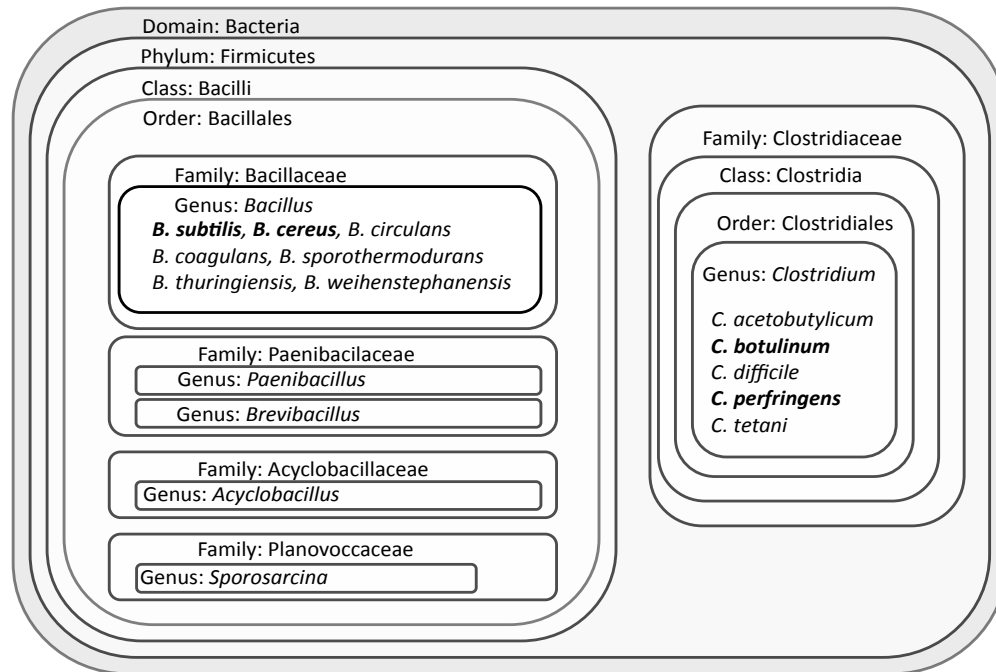 Domain: Bacteria
Phylum: Firmicutes
Class: Bacilli
Order: Bacillales
Family: Bacillaceae
Genus: Bacillus
B. subtilis, B. cereus, B. circulans
B. coagulans, B. sporothermodurans
B. thuringiensis, B. weihenstephanensis
Family: Paenibacilaceae
Genus: Paenibacillus
Genus: Brevibacillus
Family: Acyclobacillaceae
Genus: Acyclobacillus
Family: Planovoccaceae
Genus: Sporosarcina
Family: Clostridiaceae
Class: Clostridia
Order: Clostridiales
Genus: Clostridium
C. acetobutylicum
C. botulinum
C. difficile
C. perfringens
C. tetani